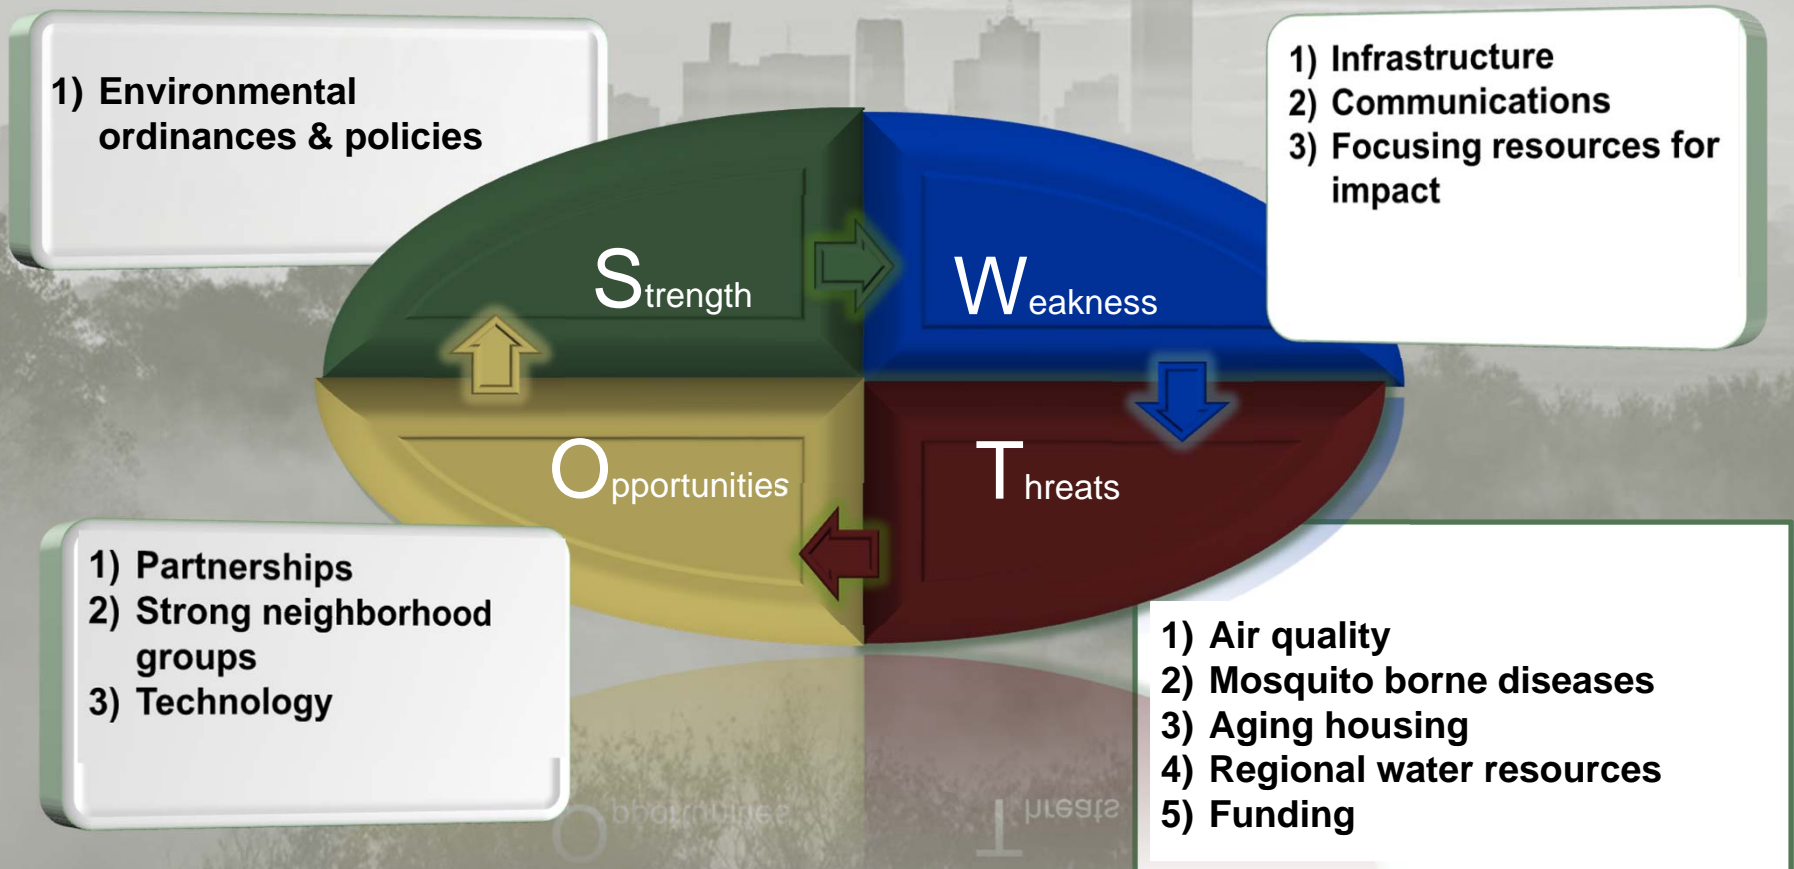 1) Environmental
ordinances & policies
1) Infrastructure
2) Communications
3) Focusing resources for
impact
Strength
Weakness
Opportunities
Threats
1) Partnerships
2) Strong neighborhood
groups
3) Technology
1) Air quality
2) Mosquito borne diseases
3) Aging housing
4) Regional water resources
5) Funding
Opportunities
Threats